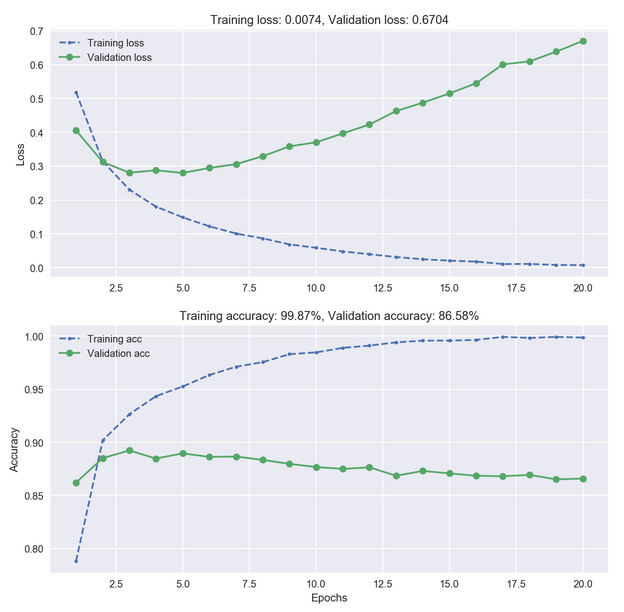 Training loss: 0.0074, Validation loss: 0.6704
0.7
0.6
0.5
0.4
0.3
0.2
0.1
0.0
Loss
Training loss
Validation loss
2.5 5.0 7.5 10.0 12.5 15.0 17.5 20.0
Training accuracy: 99.87%, Validation accuracy: 86.58%
1.00
0.95
0.90
0.85
0.80
Accuracy
Training acc
Validation acc
2.5 5.0 7.5 10.0 12.5 15.0 17.5 20.0
Epochs